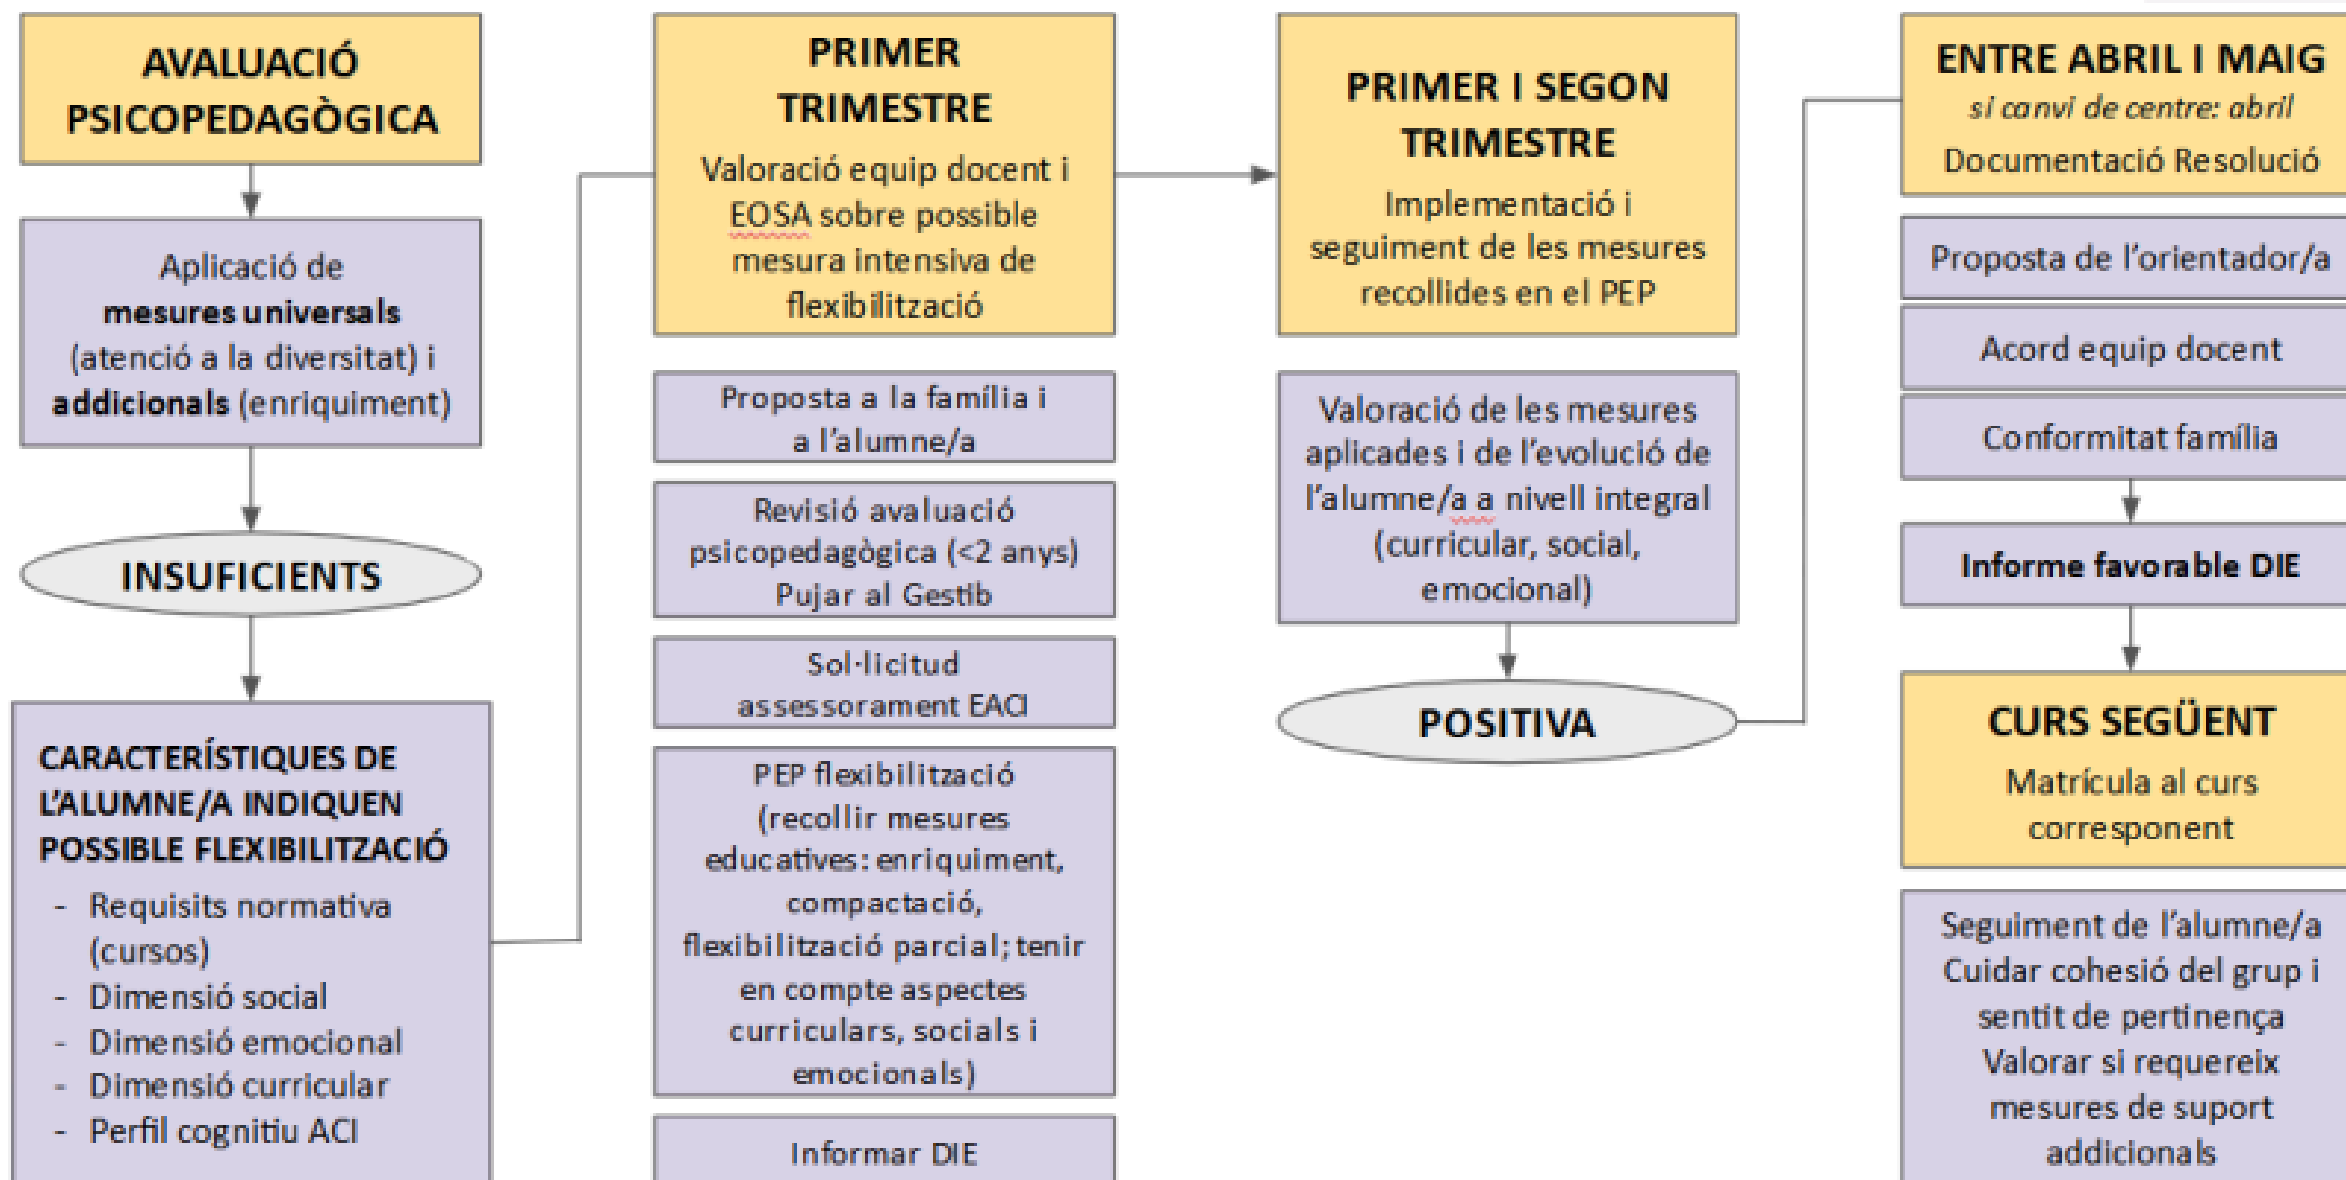 AVALUACIÓ
PSICOPEDAGÒGICA
Aplicació de
mesures universals
(atenció a la diversitat) i
addicionals (enriquiment)
INSUFICIENTS
CARACTERÍSTIQUES DE
L'ALUMNE/A INDIQUEN
POSSIBLE FLEXIBILITZACIÓ
- Requisits normativa
(cursos)
- Dimensió social
- Dimensió emocional
- Dimensió curricular
- Perfil cognitiu ACI
PRIMER
TRIMESTRE
Valoració equip docent i
EOSA sobre possible
mesura intensiva de
flexibilització
Proposta a la família i
a l'alumne/a
Revisió avaluació
psicopedagògica (<2 anys)
Pujar al Gestib
Sol·licitud
assessorament EACI
PEP flexibilització
(recollir mesures
educatives: enriquiment,
compactació,
flexibilització parcial; tenir
en compte aspectes
curriculars, socials i
emocionals)
Informar DIE
PRIMER I SEGON
TRIMESTRE
Implementació i
seguiment de les mesures
recollides en el PEP
Valoració de les mesures
aplicades i de l'evolució de
l'alumne/a a nivell integral
(curricular, social,
emocional)
POSITIVA
ENTRE ABRIL I MAIG
si canvi de centre: abril
Documentació Resolució
Proposta de l'orientador/a
Acord equip docent
Conformitat família
Informe favorable DIE
CURS SEGÜENT
Matrícula al curs
corresponent
Seguiment de l'alumne/a
Cuidar cohesió del grup i
sentit de pertinença
Valorar si requereix
mesures de suport
addicionals